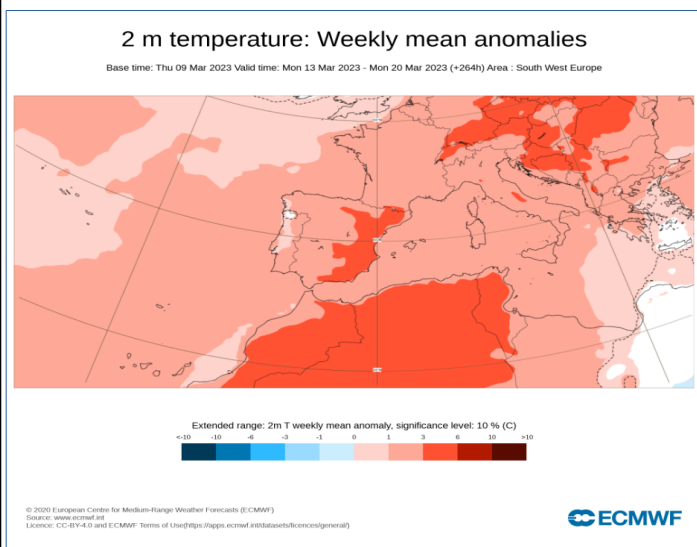 2 m temperature: Weekly mean anomalies
Base time: Thu 09 Mar 2023 Valid time: Mon 13 Mar 2023 - Mon 20 Mar 2023 (+264h) Area : South West Europe
Extended range: 2m T weekly mean anomaly, significance level: 10 % (C)
<-10 -10 -6 -3 -1 0 1 3 6 10 >10
© 2020 European Centre for Medium-Range Weather Forecasts (ECMWF)
Source: www.ecmwf.int
Licence: CC-BY-4.0 and ECMWF Terms of Use(https://apps.ecmwf.int/datasets/licences/general/)
ECMWF